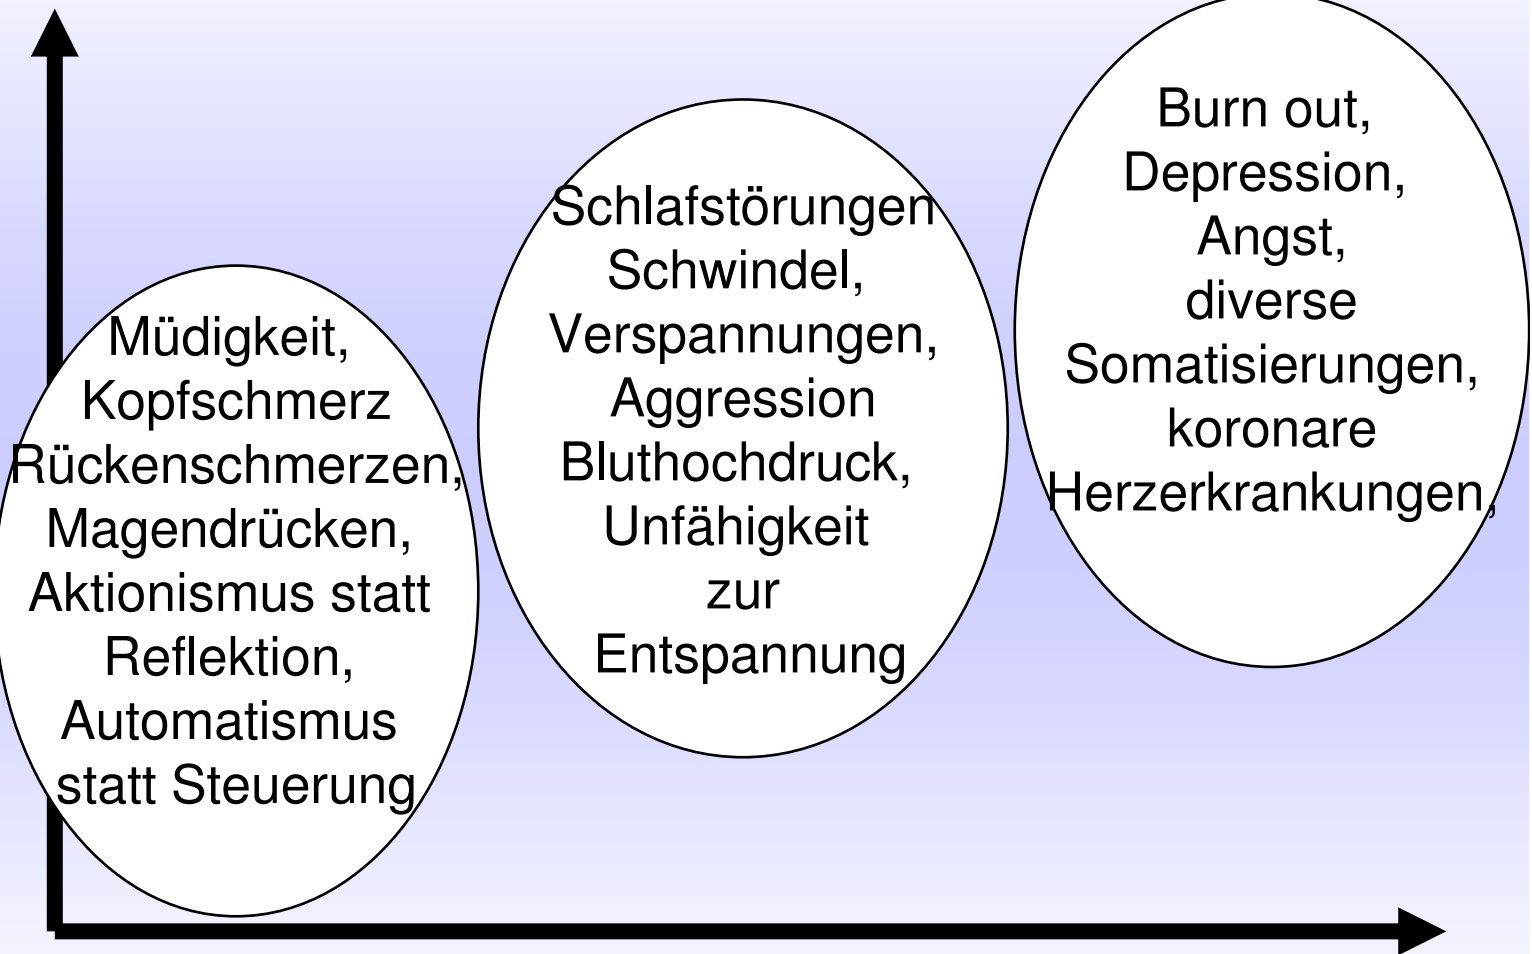 Müdigkeit,
Kopfschmerz
Rückenschmerzen,
Magendrücken,
Aktionismus statt
Reflektion,
Automatismus
statt Steuerung
Schlafstörungen
Schwindel,
Verspannungen,
Aggression
Bluthochdruck,
Unfähigkeit
zur
Entspannung
Burn out,
Depression,
Angst,
diverse
Somatisierungen,
koronare
Herzerkrankungen,